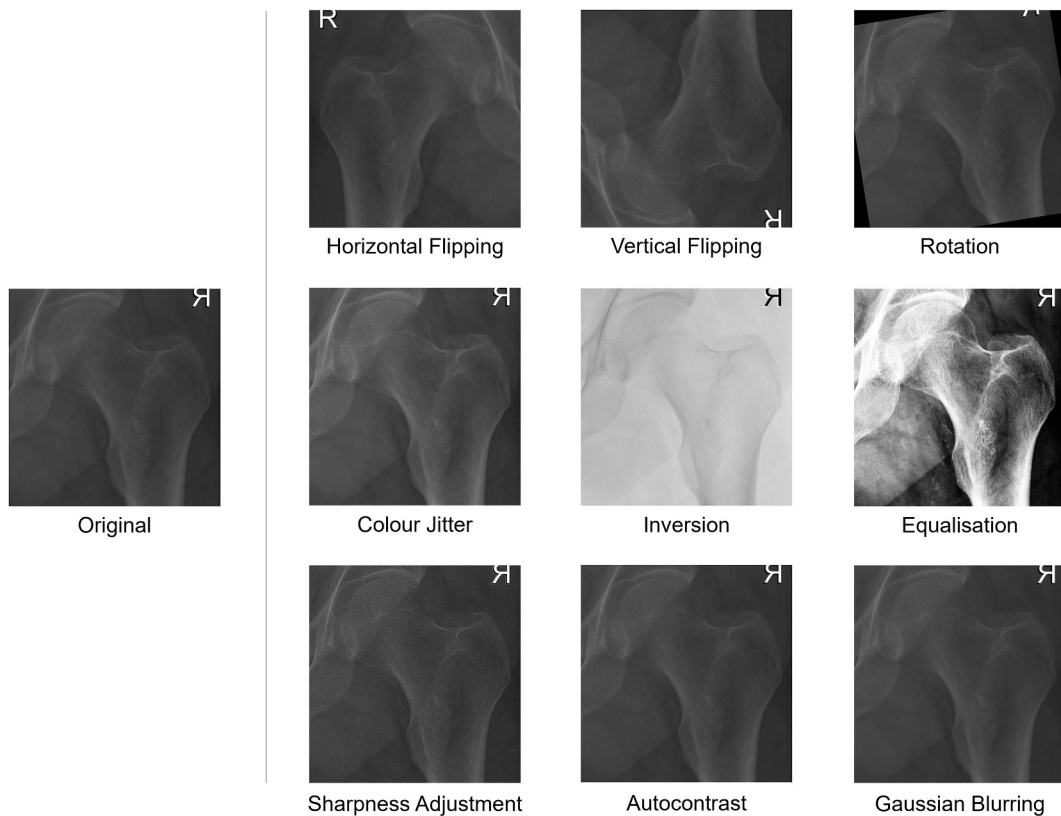 R
R
R
Horizontal Flipping
Vertical Flipping
Rotation
R
R
R
R
Original
Colour Jitter
Inversion
Equalisation
R
R
R
Sharpness Adjustment
Autocontrast
Gaussian Blurring